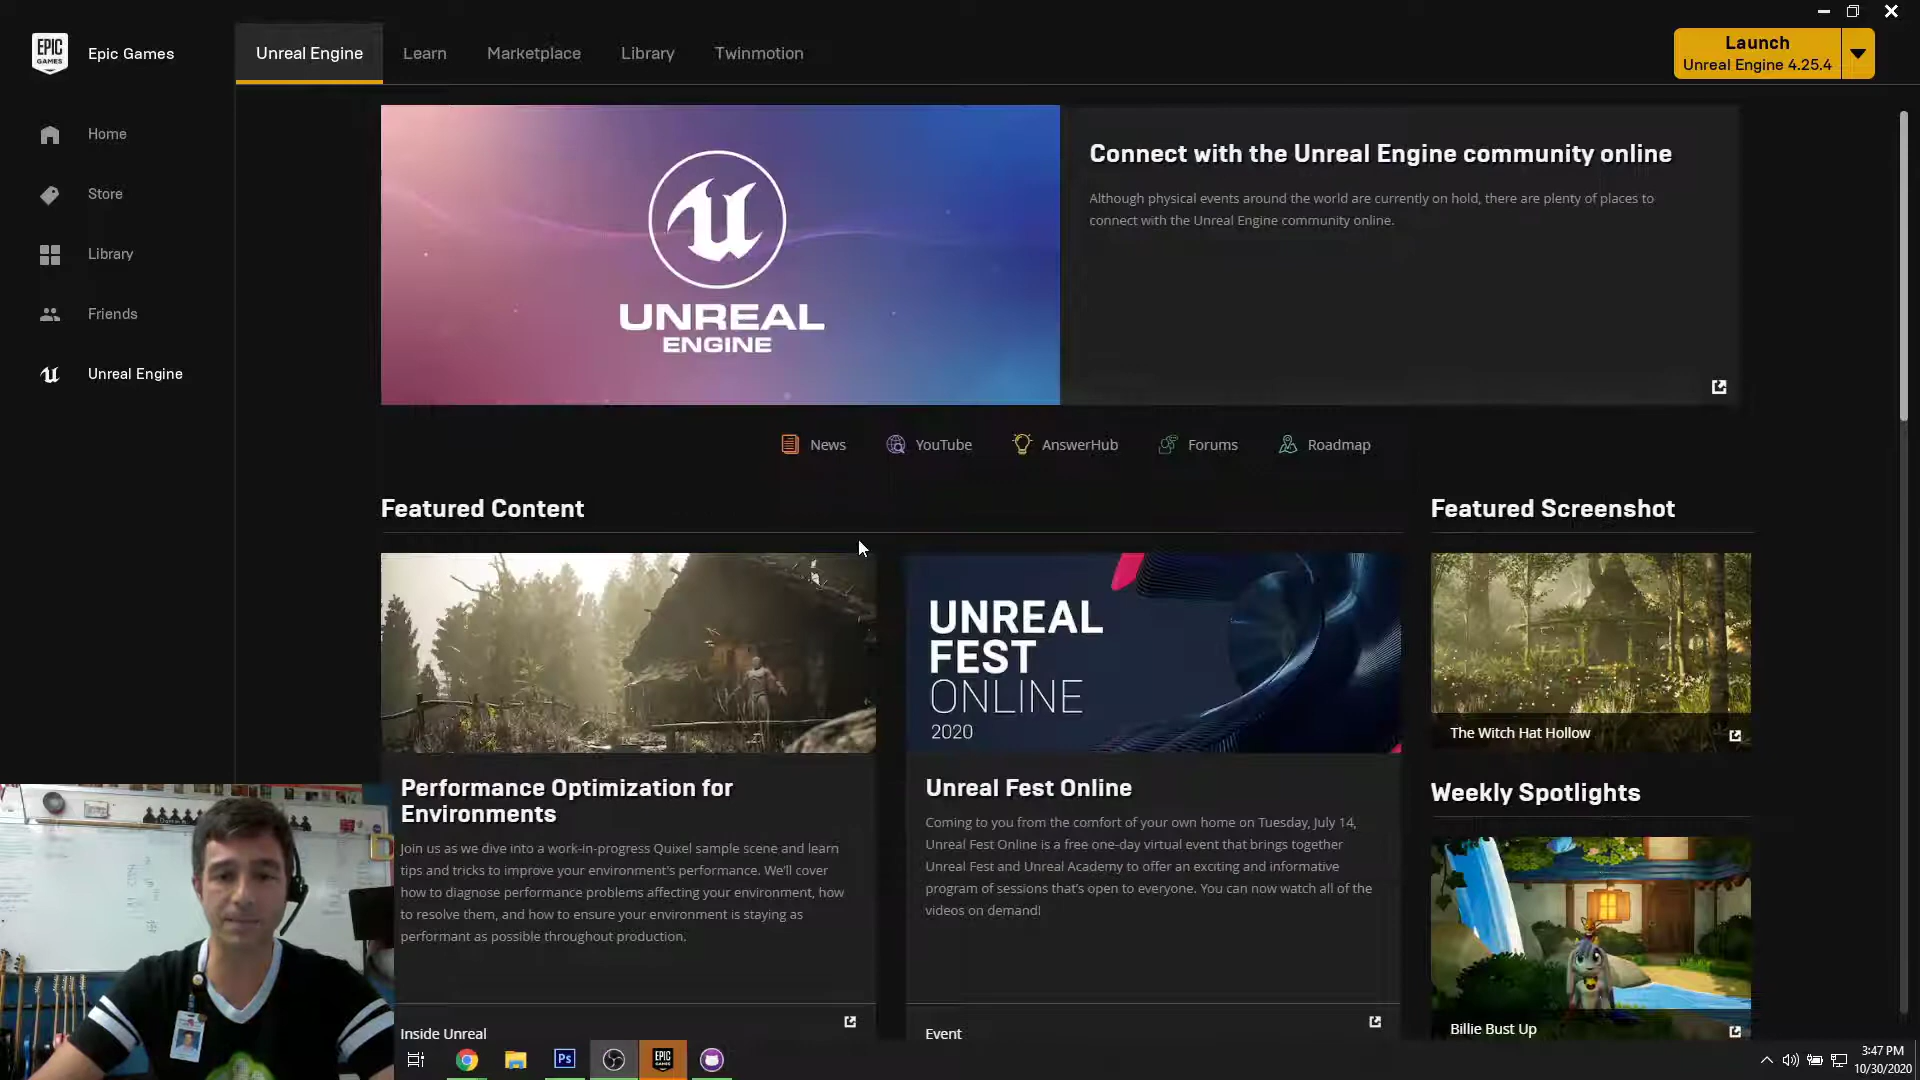 EPIC
GAMES
Epic Games
Unreal Engine
Learn
Marketplace
Library
Twinmotion
Launch
Unreal Engine 4.25.4
Home
Store
Library
Friends
Unreal Engine
UNREAL
ENGINE
Connect with the Unreal Engine community online
Although physical events around the world are currently on hold, there are plenty of places to
connect with the Unreal Engine community online.
News
YouTube
AnswerHub
Forums
Roadmap
Featured Content
Performance Optimization for
Environments
Join us as we dive into a work-in-progress Quixel sample scene and learn
tips and tricks to improve your environment's performance. We'll cover
how to diagnose performance problems affecting your environment, how
to resolve them, and how to ensure your environment is staying as
performant as possible throughout production.
Inside Unreal
UNREAL
FEST
ONLINE
2020
Unreal Fest Online
Coming to you from the comfort of your own home on Tuesday, July 14,
Unreal Fest Online is a free one-day virtual event that brings together
Unreal Fest and Unreal Academy to offer an exciting and informative
program of sessions that's open to everyone. You can now watch all of the
videos on demand!
Event
Featured Screenshot
The Witch Hat Hollow
Weekly Spotlights
Billie Bust Up
Ps
EPIC
GAMES
3:47 PM
10/30/2020